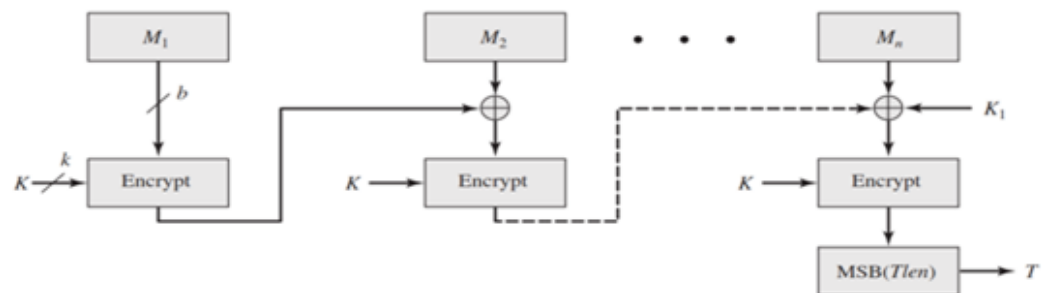 M₁
M₂
• • •
Mₙ
b
K₁
k
K
Encrypt
K
Encrypt
K
Encrypt
MSB(Tlen)
T